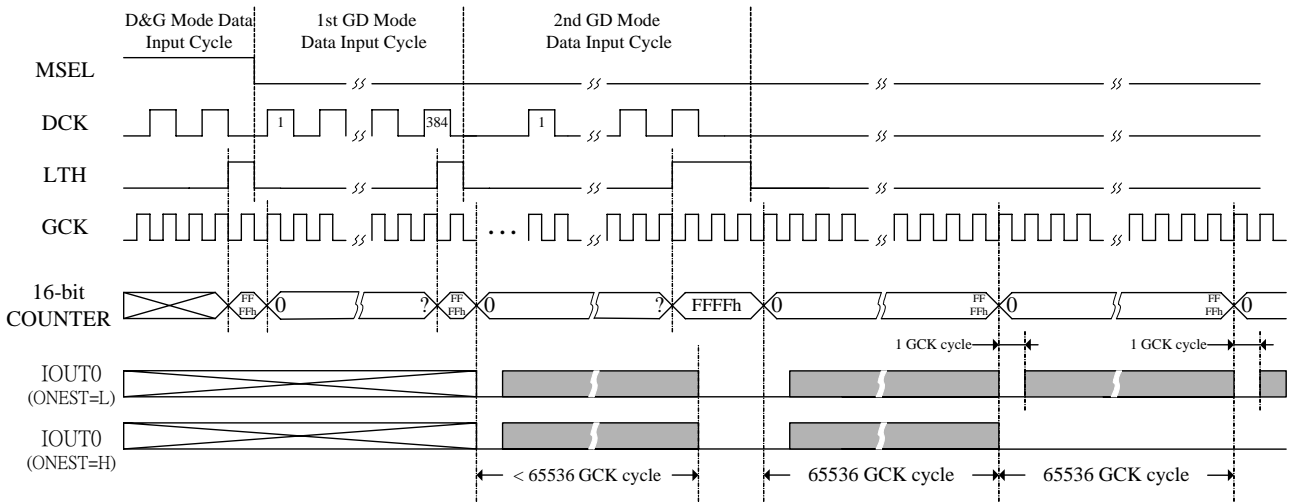 D&G Mode Data
Input Cycle
1st GD Mode
Data Input Cycle
2nd GD Mode
Data Input Cycle
MSEL
DCK
1
384
1
LTH
GCK
...
16-bit
COUNTER
FF
FFh
0
?
FF
FFh
0
?
FFFFh
0
FF
FFh
0
FF
FFh
0
1 GCK cycle
1 GCK cycle
IOUT0
(ONEST=L)
IOUT0
(ONEST=H)
< 65536 GCK cycle
65536 GCK cycle
65536 GCK cycle